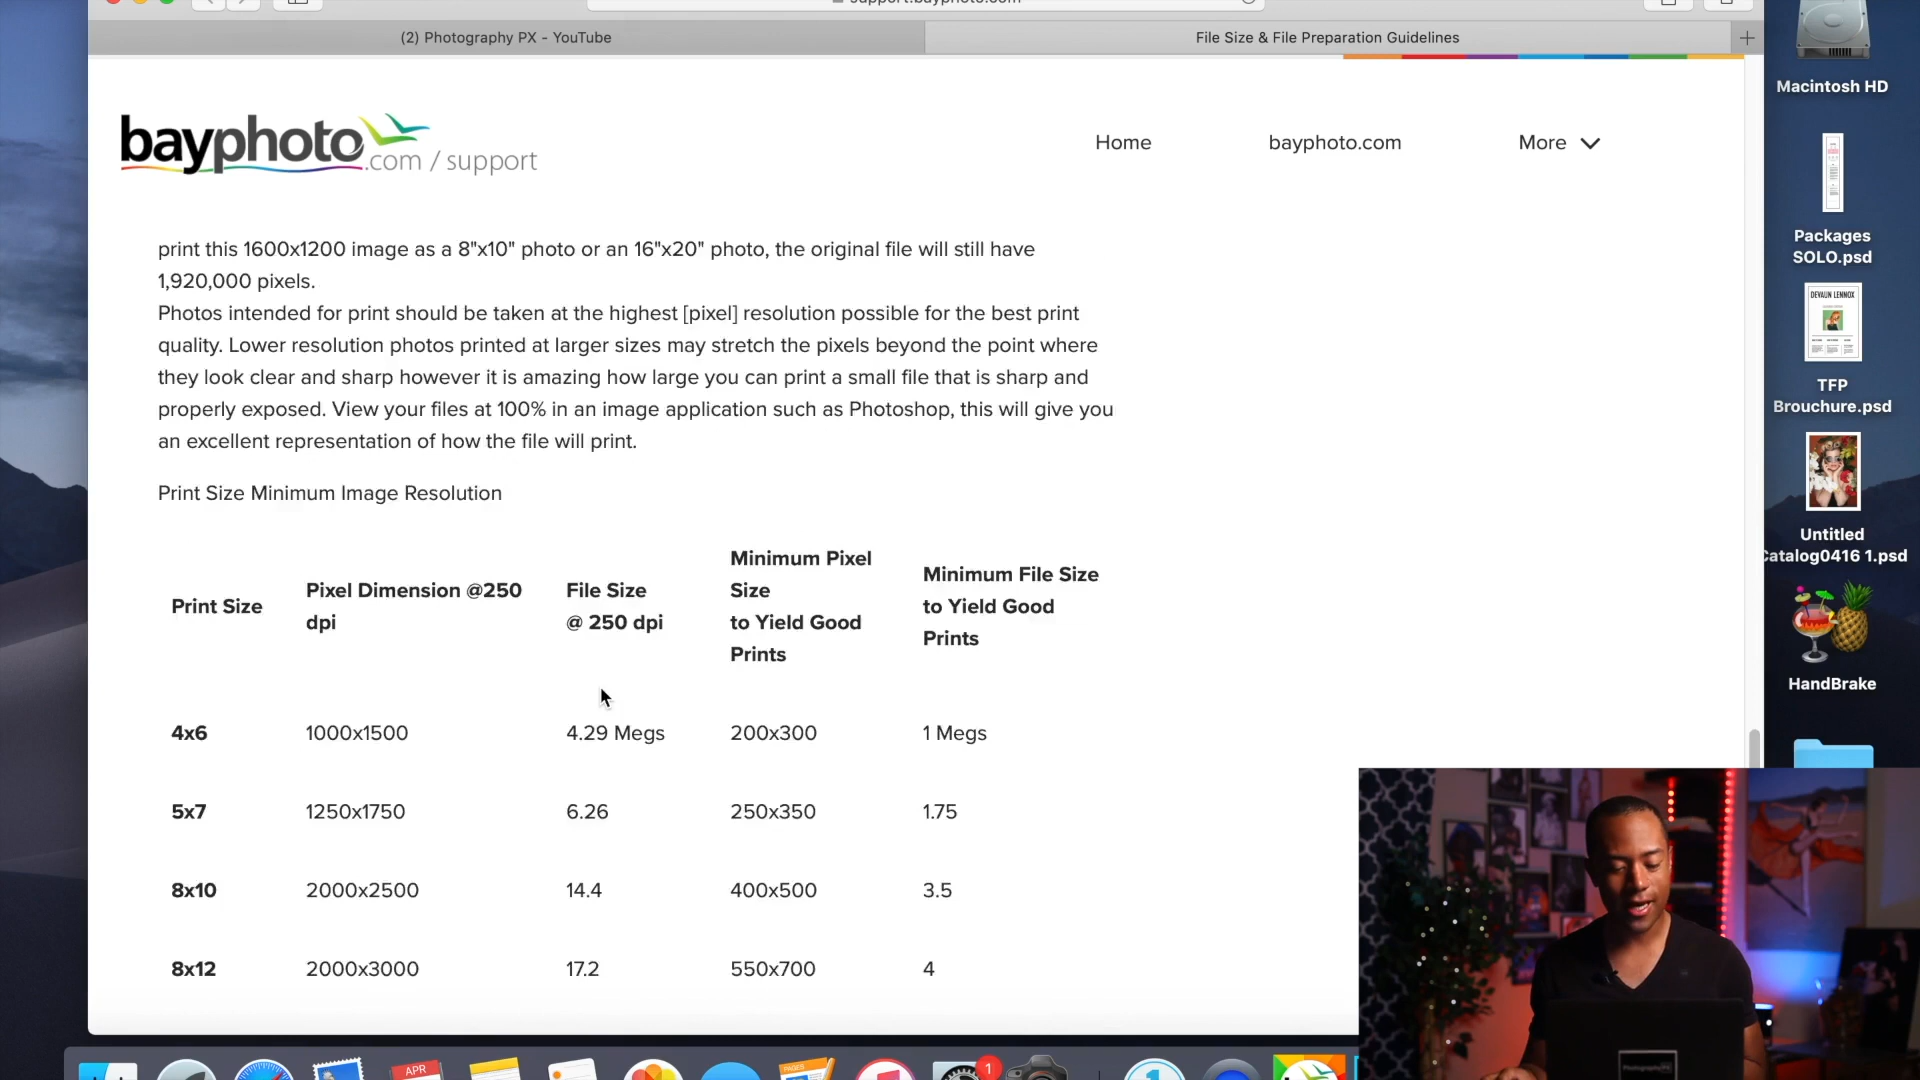 support.bayphoto.com
(2) Photography PX - YouTube
File Size & File Preparation Guidelines
Macintosh HD
bayphoto.com / support
Home
bayphoto.com
More
Packages
SOLO.psd
print this 1600x1200 image as a 8"x10" photo or an 16"x20" photo, the original file will still have
1,920,000 pixels.
Photos intended for print should be taken at the highest [pixel] resolution possible for the best print
quality. Lower resolution photos printed at larger sizes may stretch the pixels beyond the point where
they look clear and sharp however it is amazing how large you can print a small file that is sharp and
properly exposed. View your files at 100% in an image application such as Photoshop, this will give you
an excellent representation of how the file will print.
DEVAUN LENNOX
TFP
Brouchure.psd
Print Size Minimum Image Resolution
Untitled
Catalog0416 1.psd
Print Size
Pixel Dimension @250
dpi
File Size
@ 250 dpi
Minimum Pixel
Size
to Yield Good
Prints
Minimum File Size
to Yield Good
Prints
HandBrake
4x6 1000x1500 4.29 Megs 200x300 1 Megs
5x7 1250x1750 6.26 250x350 1.75
8x10 2000x2500 14.4 400x500 3.5
8x12 2000x3000 17.2 550x700 4
APR
PAGES
1
PhotographyPX